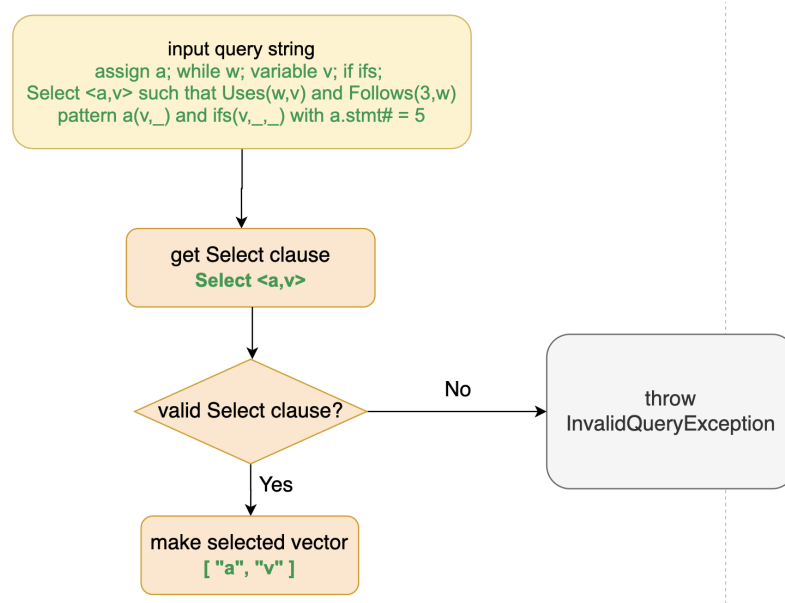 input query string
assign a; while w; variable v; if ifs;
Select <a,v> such that Uses(w,v) and Follows(3,w)
pattern a(v,_) and ifs(v,_,_) with a.stmt# = 5
get Select clause
Select <a,v>
valid Select clause?
No
throw
InvalidQueryException
Yes
make selected vector
[ "a", "v" ]